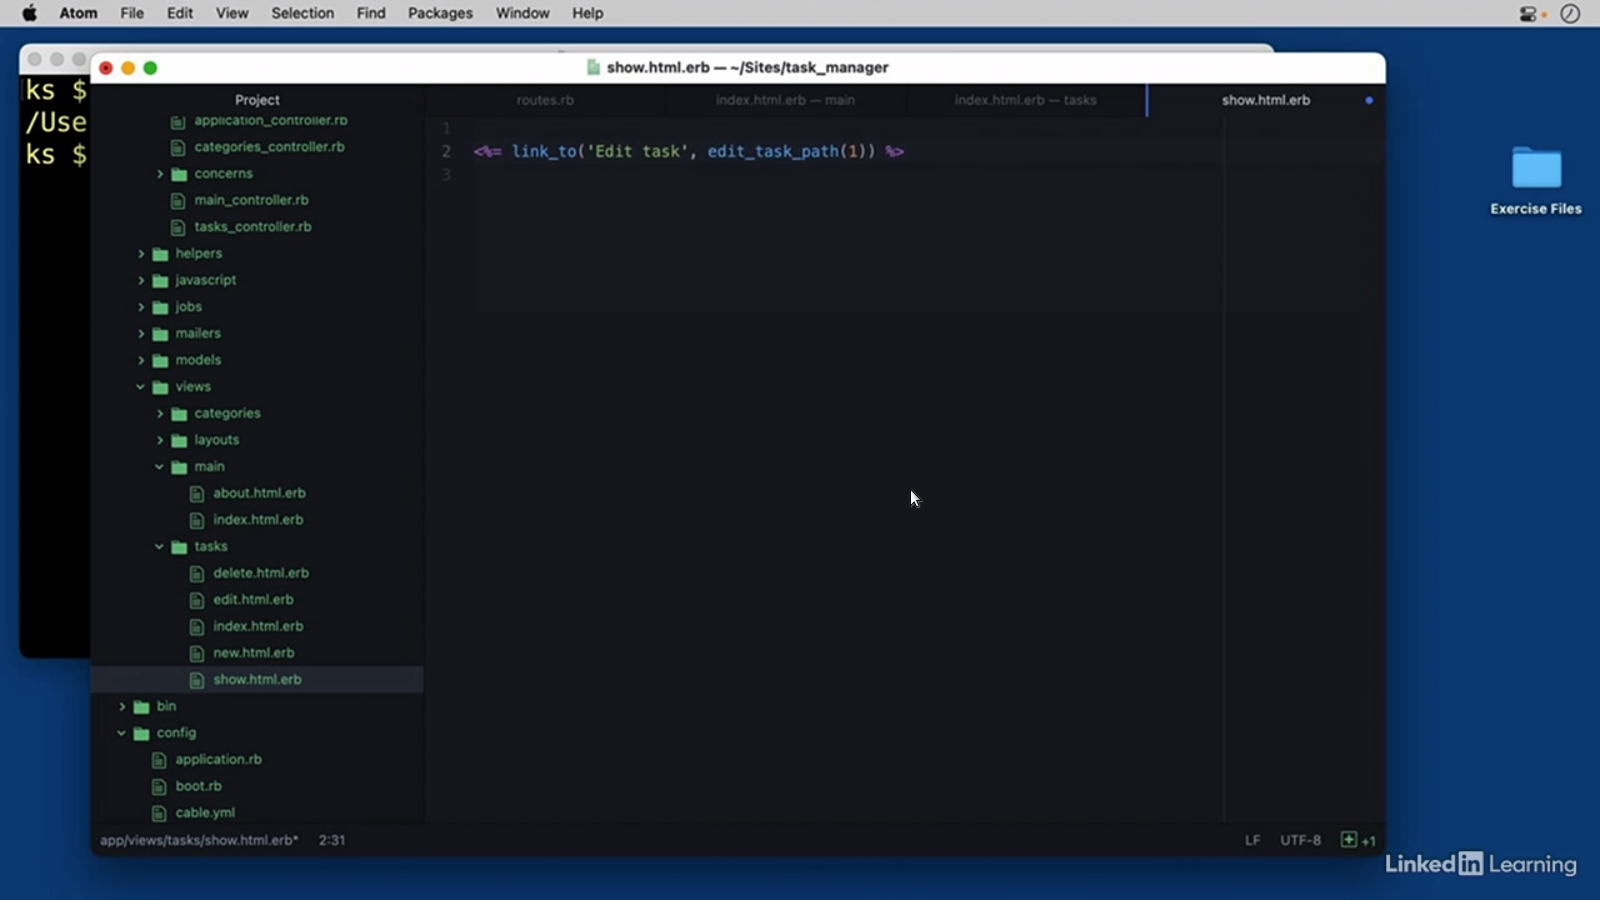 Atom File Edit View Selection Find Packages Window Help
show.html.erb — ~/Sites/task_manager
ks $
/Use
ks $
Project
routes.rb
index.html.erb — main
index.html.erb — tasks
show.html.erb
application_controller.rb
categories_controller.rb
concerns
main_controller.rb
tasks_controller.rb
helpers
javascript
jobs
mailers
models
views
categories
layouts
main
about.html.erb
index.html.erb
tasks
delete.html.erb
edit.html.erb
index.html.erb
new.html.erb
show.html.erb
bin
config
application.rb
boot.rb
cable.yml
1
2 <%= link_to('Edit task', edit_task_path(1)) %>
3
Exercise Files
app/views/tasks/show.html.erb* 2:31
LF UTF-8 +1
LinkedIn Learning